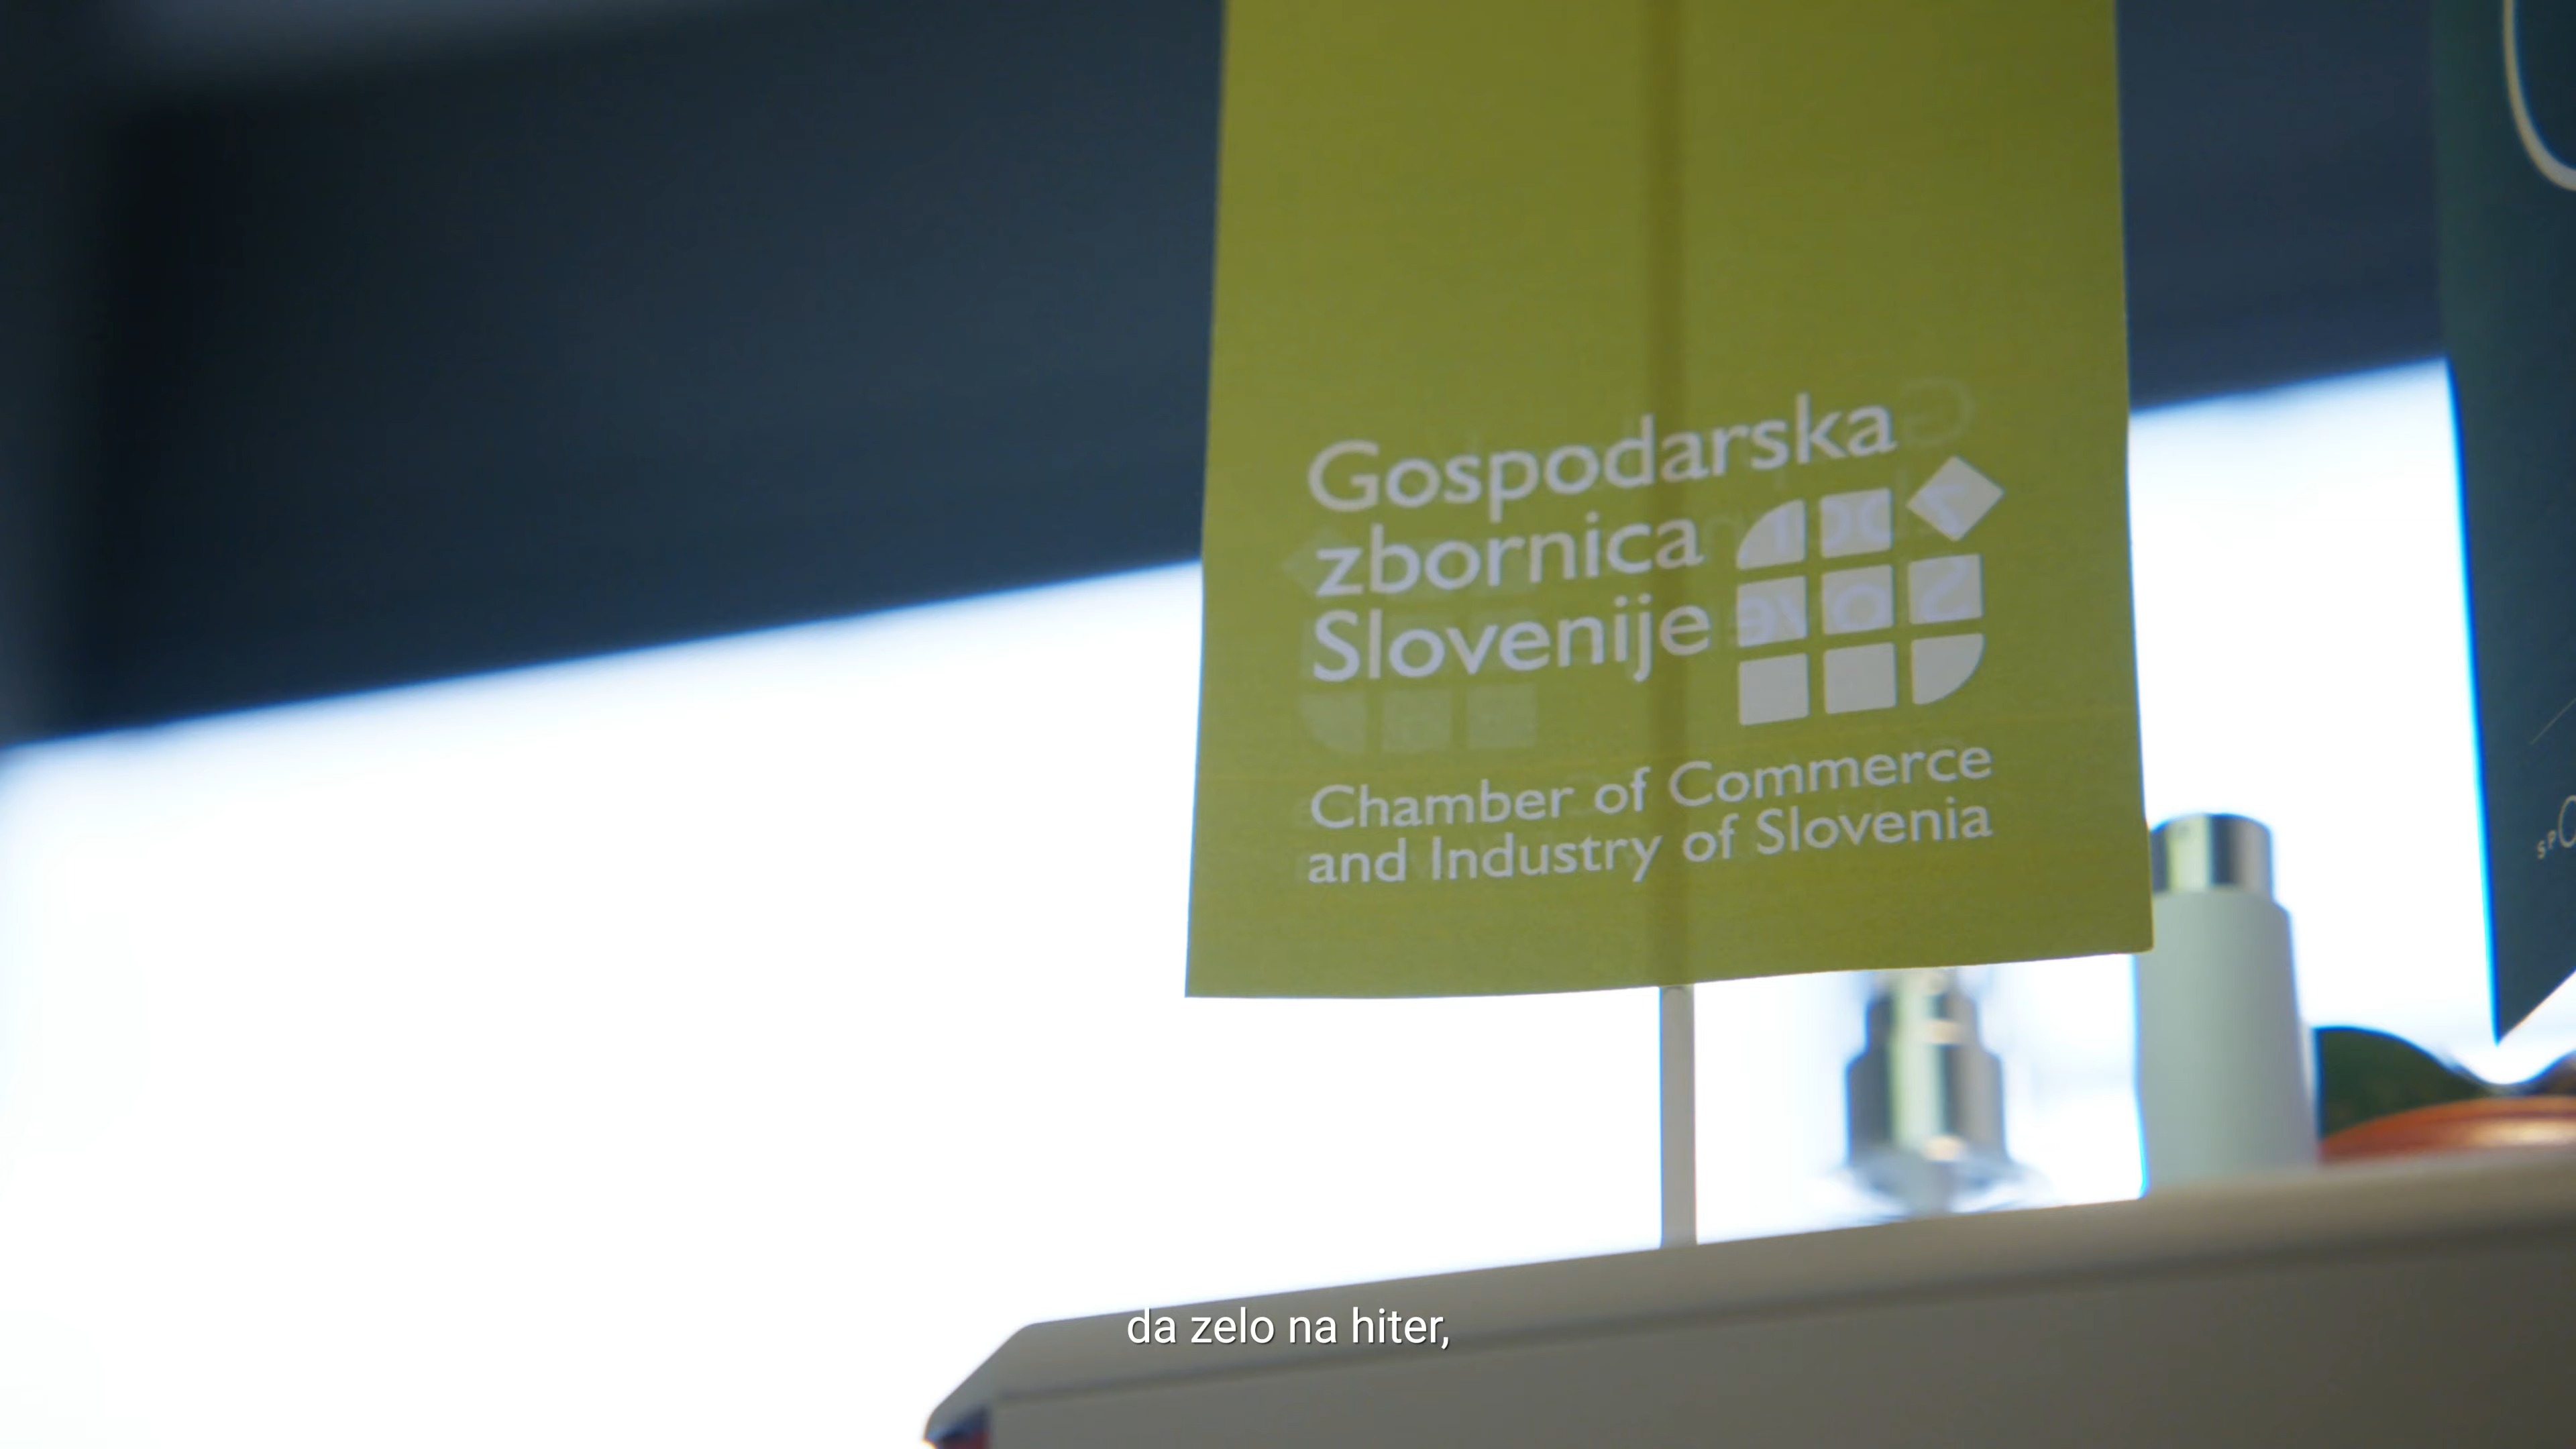 Gospodarska
zbornica
Slovenije
Chamber of Commerce
and Industry of Slovenia
da zelo na hiter,